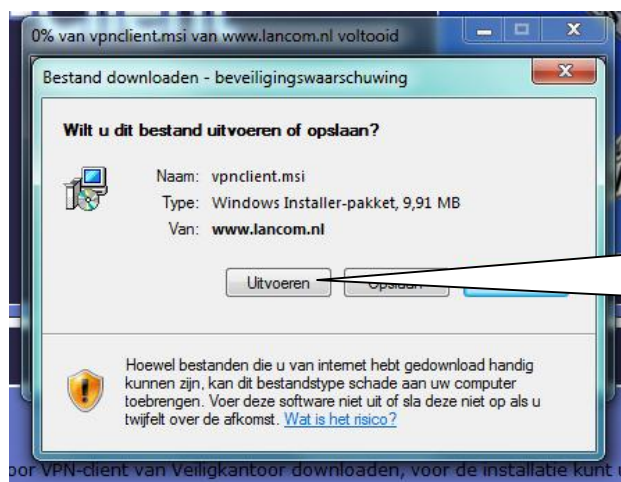 0% van vpnclient.msi van www.lancom.nl voltooid
Bestand downloaden - beveiligingswaarschuwing
Wilt u dit bestand uitvoeren of opslaan?
Naam: vpnclient.msi
Type: Windows Installer-pakket, 9,91 MB
Van: www.lancom.nl
Uitvoeren
Opslaan
Hoewel bestanden die u van internet hebt gedownload handig
kunnen zijn, kan dit bestandstype schade aan uw computer
toebrengen. Voer deze software niet uit of sla deze niet op als u
twijfelt over de afkomst. Wat is het risico?
oor VPN-client van Veiligkantoor downloaden, voor de installatie kunt